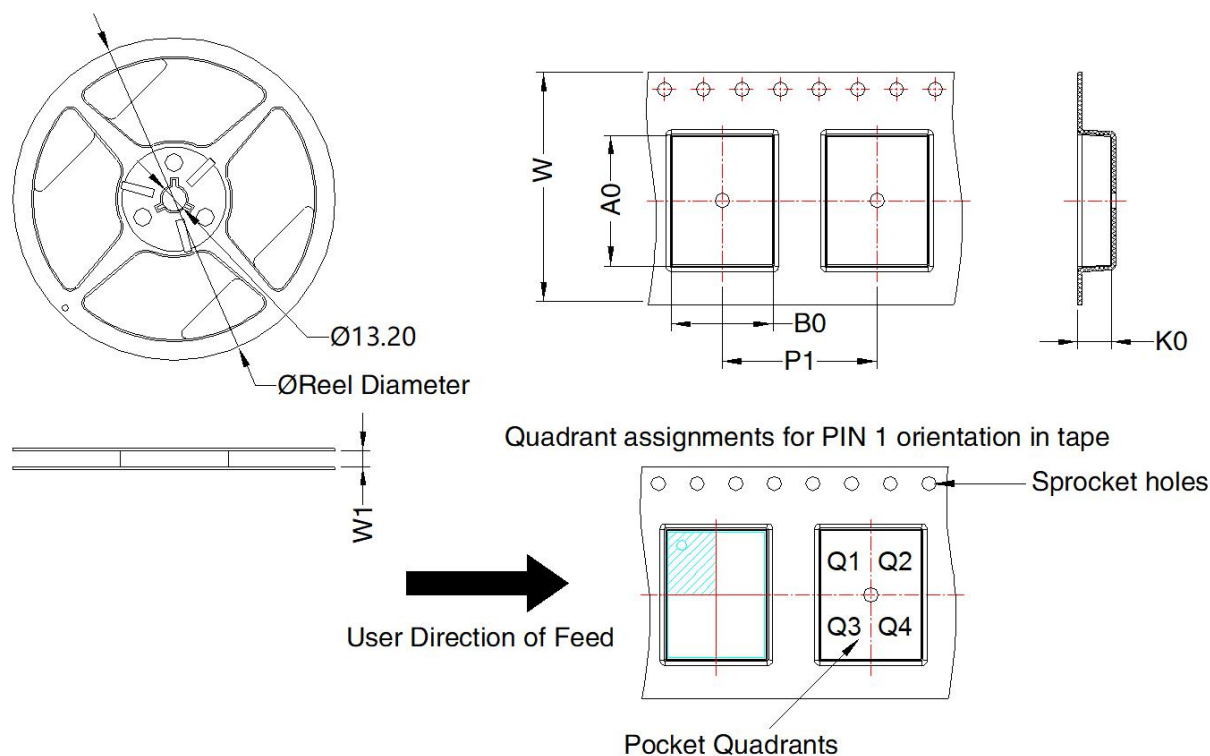 W
A0
B0
P1
K0
Ø13.20
ØReel Diameter
W1
Quadrant assignments for PIN 1 orientation in tape
Sprocket holes
User Direction of Feed
Q1 Q2
Q3 Q4
Pocket Quadrants